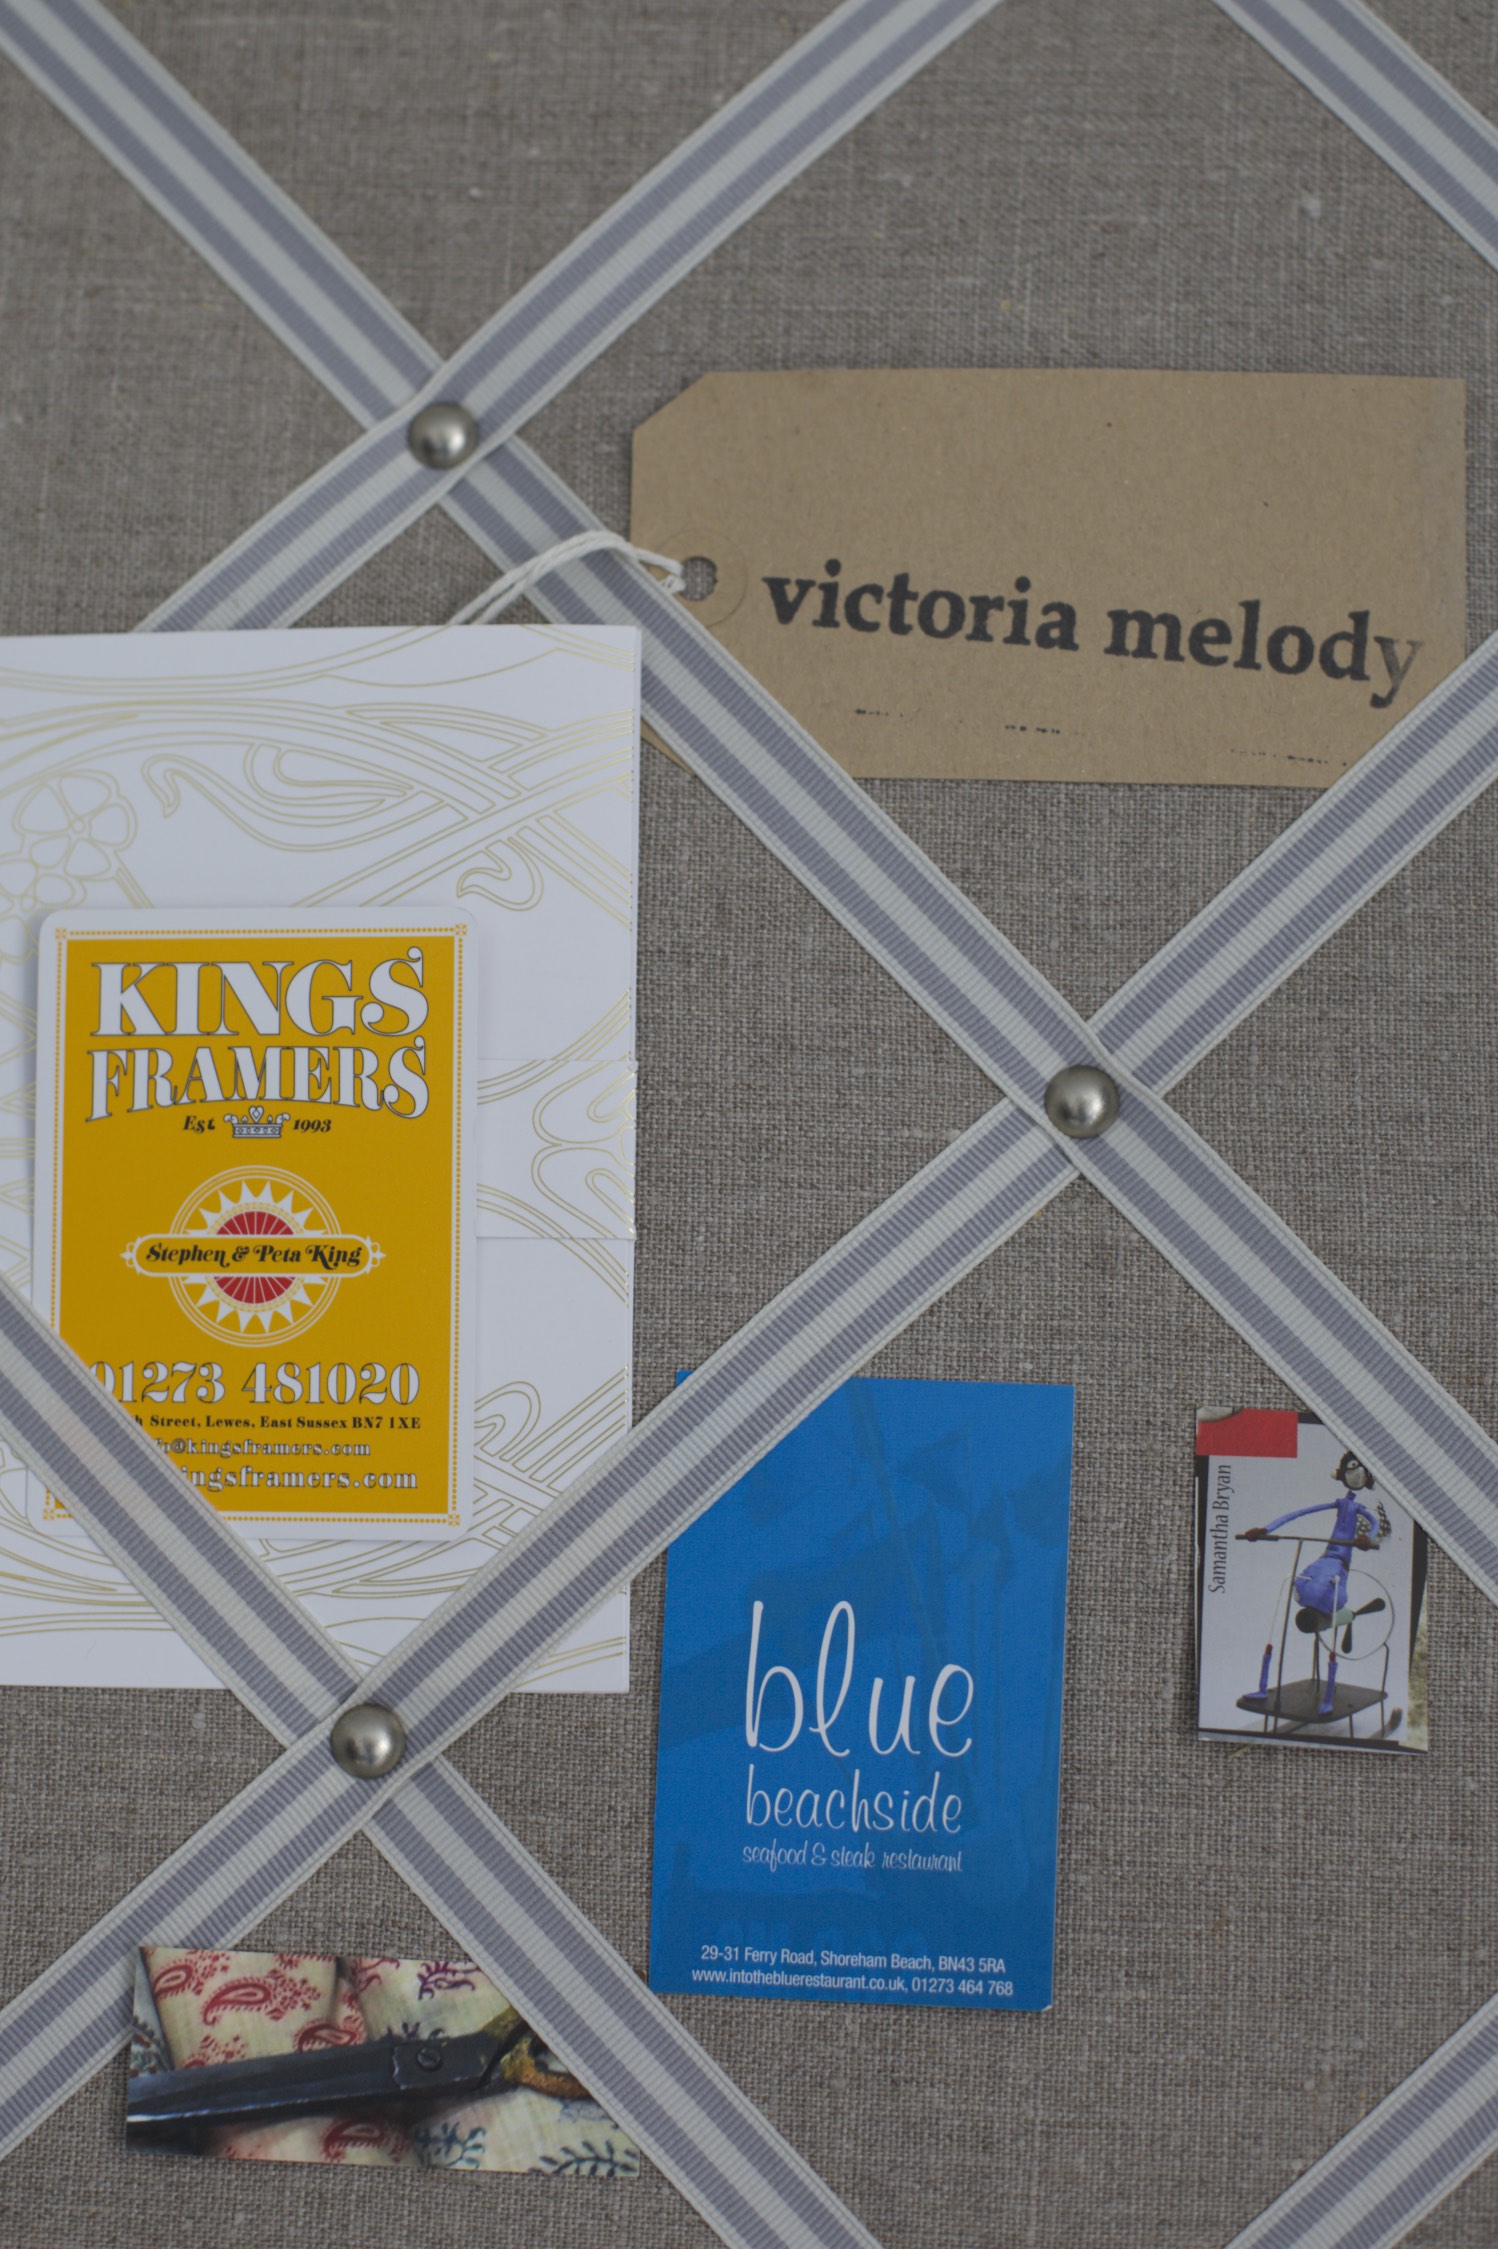 victoria melody
KINGS
FRAMERS
Est. 1993
Stephen & Peta King
01273 481020
Street, Lewes, East Sussex BN7 1XE
@kingsframers.com
ingsframers.com
blue
beachside
seafood & steak restaurant
29-31 Ferry Road, Shoreham Beach, BN43 5RA
www.intothebluerestaurant.co.uk, 01273 464 768
Samantha Bryan